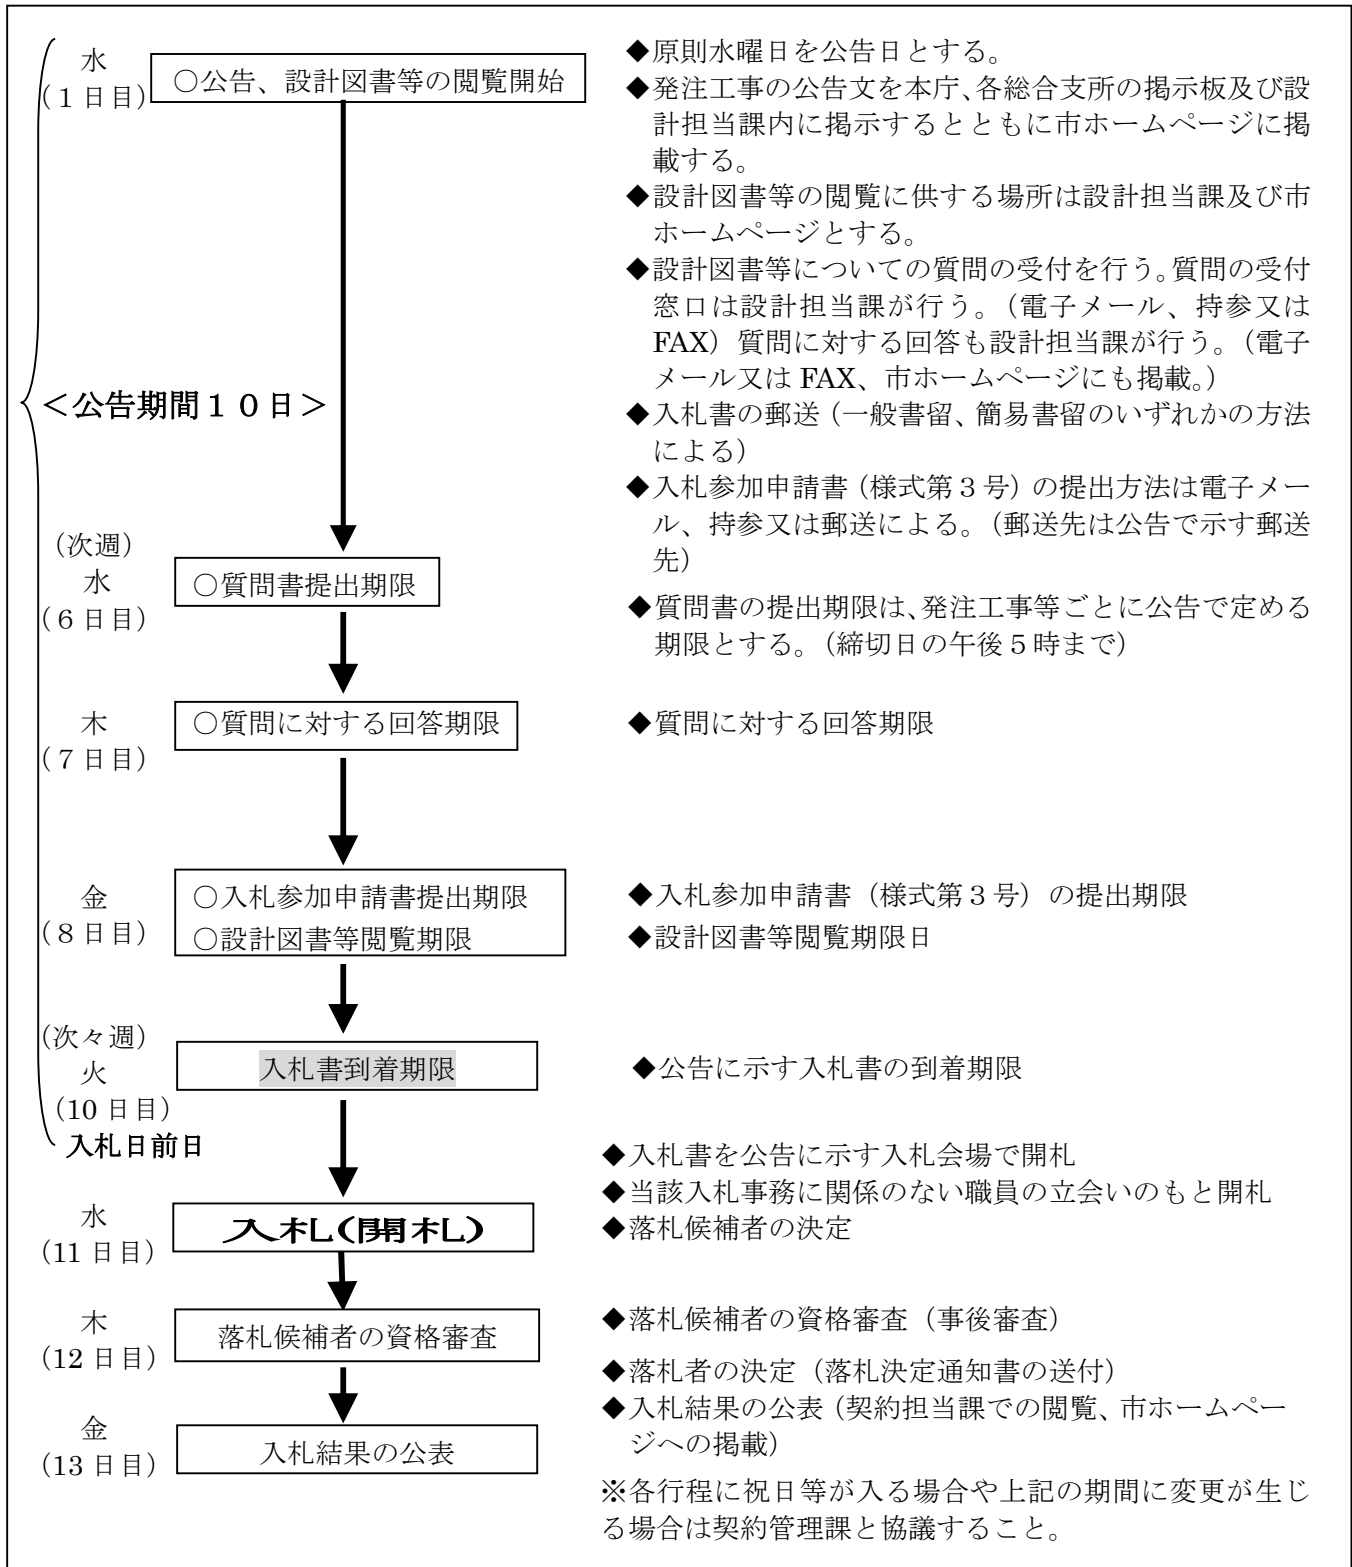 水
(1日目)
○公告、設計図書等の閲覧開始
◆原則水曜日を公告日とする。
◆発注工事の公告文を本庁、各総合支所の掲示板及び設
計担当課内に掲示するとともに市ホームページに掲
載する。
◆設計図書等の閲覧に供する場所は設計担当課及び市
ホームページとする。
◆設計図書等についての質問の受付を行う。質問の受付
窓口は設計担当課が行う。(電子メール、持参又は
FAX)質問に対する回答も設計担当課が行う。(電子
メール又は FAX、市ホームページにも掲載。)
<公告期間10日>
◆入札書の郵送(一般書留、簡易書留のいずれかの方法
による)
◆入札参加申請書(様式第3号)の提出方法は電子メー
ル、持参又は郵送による。(郵送先は公告で示す郵送
先)
(次週)
水
(6日目)
○質問書提出期限
◆質問書の提出期限は、発注工事等ごとに公告で定める
期限とする。(締切日の午後5時まで)
木
(7日目)
○質問に対する回答期限
◆質問に対する回答期限
金
(8日目)
○入札参加申請書提出期限
○設計図書等閲覧期限
◆入札参加申請書(様式第3号)の提出期限
◆設計図書等閲覧期限日
(次々週)
火
(10日目)
入札日前日
入札書到着期限
◆公告に示す入札書の到着期限
水
(11日目)
入札(開札)
◆入札書を公告に示す入札会場で開札
◆当該入札事務に関係のない職員の立会いのもと開札
◆落札候補者の決定
木
(12日目)
落札候補者の資格審査
◆落札候補者の資格審査(事後審査)
◆落札者の決定(落札決定通知書の送付)
金
(13日目)
入札結果の公表
◆入札結果の公表(契約担当課での閲覧、市ホームペー
ジへの掲載)
※各行程に祝日等が入る場合や上記の期間に変更が生じ
る場合は契約管理課と協議すること。